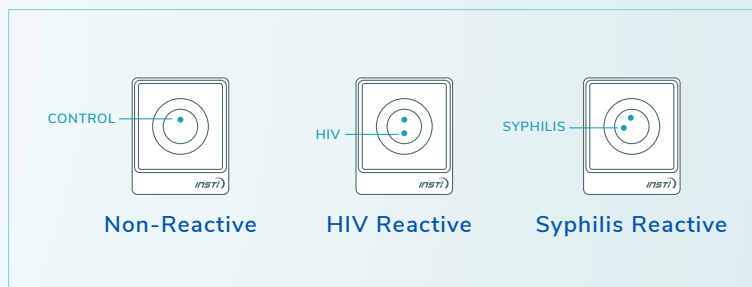 CONTROL
HIV
SYPHILIS
INSTI
INSTI
INSTI
Non-Reactive
HIV Reactive
Syphilis Reactive